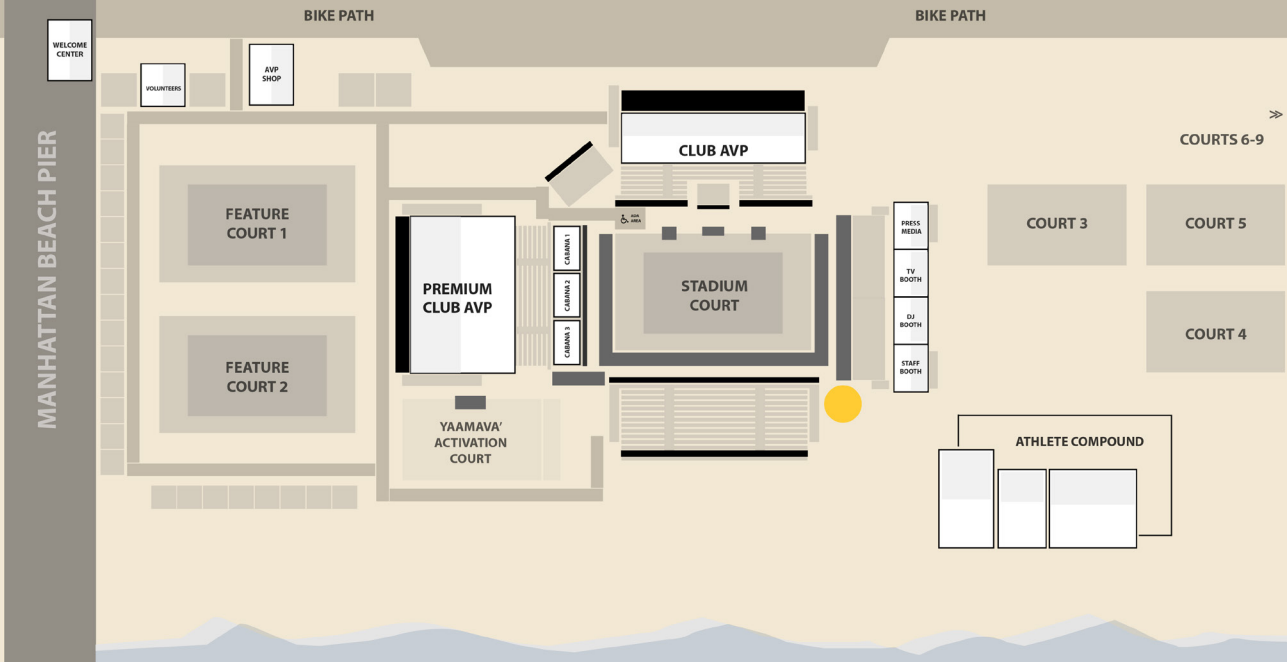 BIKE PATH
BIKE PATH
WELCOME
CENTER
VOLUNTEERS
AVP
SHOP
CLUB AVP
COURTS 6-9
MANHATTAN BEACH PIER
FEATURE
COURT 1
FEATURE
COURT 2
PREMIUM
CLUB AVP
CABANA 1
CABANA 2
CABANA 3
ADA
AREA
STADIUM
COURT
PRESS
MEDIA
TV
BOOTH
DJ
BOOTH
STAFF
BOOTH
COURT 3
COURT 5
COURT 4
YAAMAVA'
ACTIVATION
COURT
ATHLETE COMPOUND